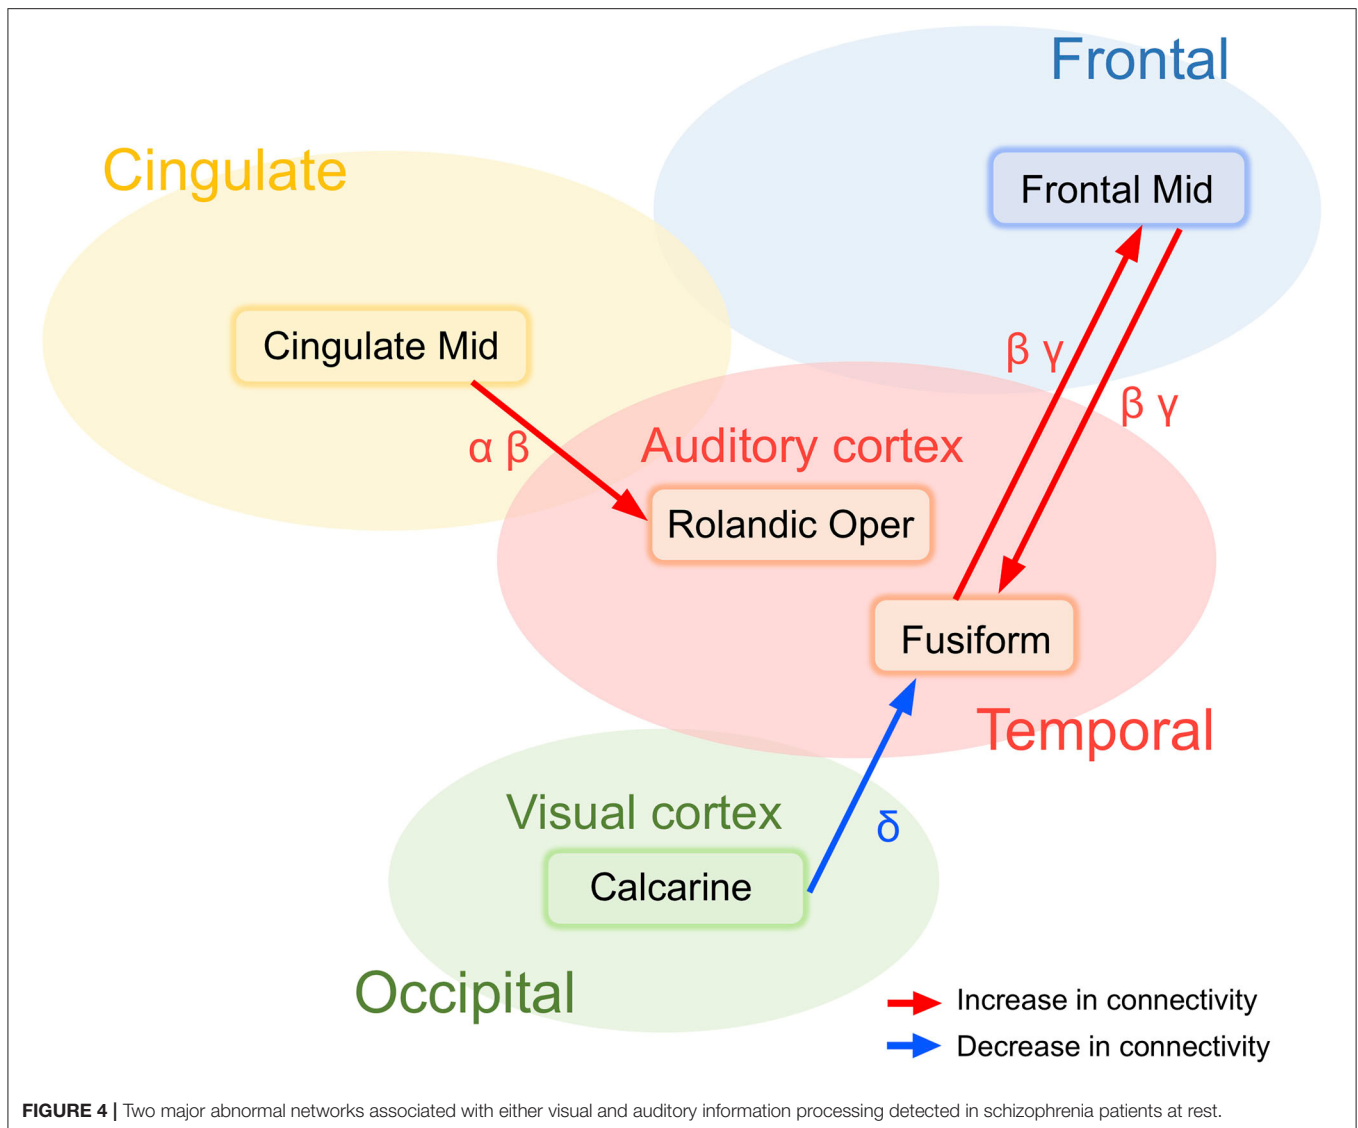 Frontal
Cingulate
Frontal Mid
Cingulate Mid
β γ
β γ
α β
Auditory cortex
Rolandic Oper
Fusiform
Temporal
Visual cortex
δ
Calcarine
Occipital
Increase in connectivity
Decrease in connectivity
FIGURE 4 | Two major abnormal networks associated with either visual and auditory information processing detected in schizophrenia patients at rest.